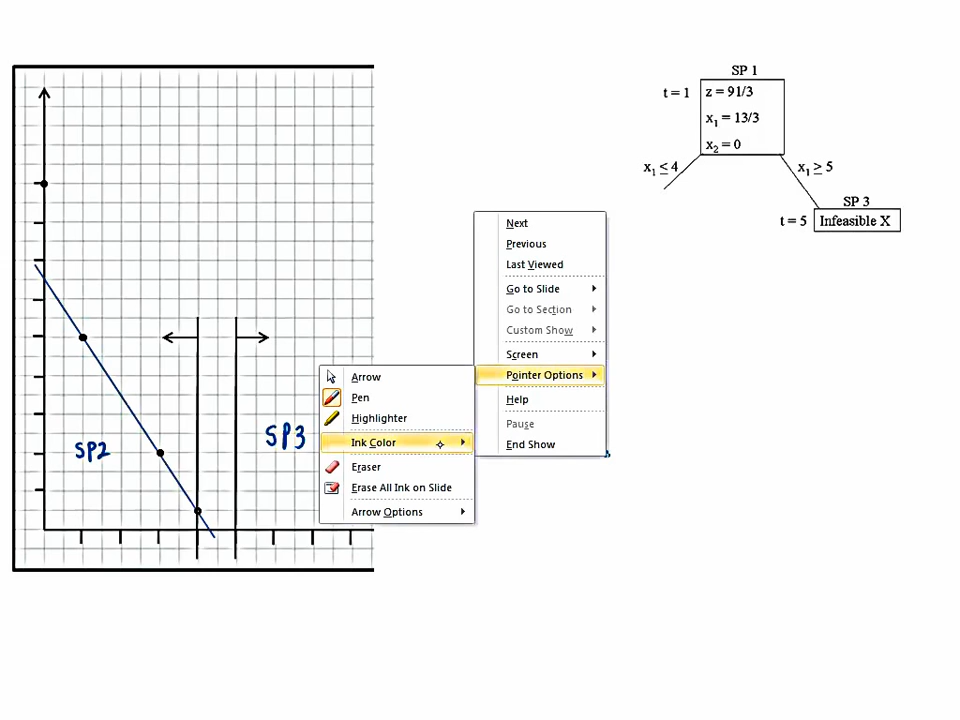 SP 1
t = 1
z = 91/3
x₁ = 13/3
x₂ = 0
x₁ ≤ 4
x₁ ≥ 5
SP 3
t = 5
Infeasible X
Next
Previous
Last Viewed
Go to Slide
Go to Section
Custom Show
Screen
Pointer Options
Help
Pause
End Show
Arrow
Pen
Highlighter
Ink Color
Eraser
Erase All Ink on Slide
Arrow Options
SP2
SP3